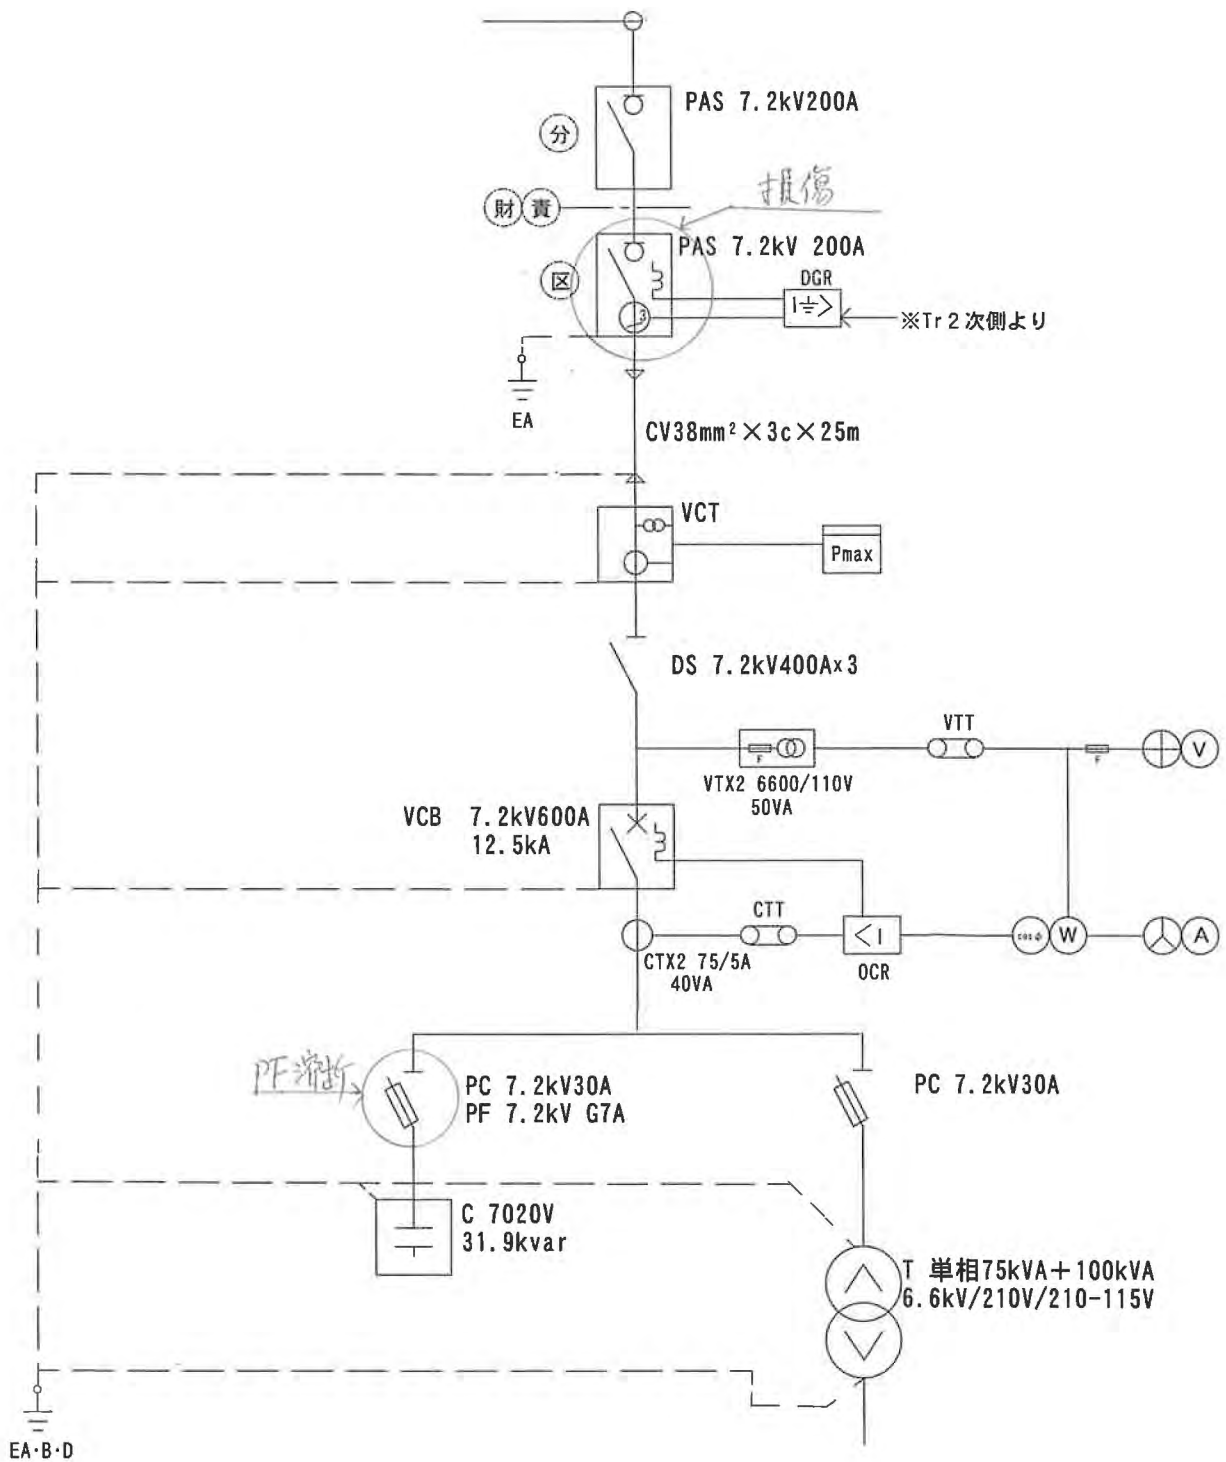 PAS 7.2kV200A
分
損傷
財 責
PAS 7.2kV 200A
区
DGR
I >
3
※Tr2次側より
EA
CV38mm²×3c×25m
VCT
Pmax
DS 7.2kV400A×3
VTT
F
F
V
VTX2 6600/110V
50VA
VCB 7.2kV600A
12.5kA
CTT
<I
cosφ
W
A
CTX2 75/5A
40VA
OCR
PF溶断
PC 7.2kV30A
PF 7.2kV G7A
PC 7.2kV30A
C 7020V
31.9kvar
T 単相75kVA+100kVA
6.6kV/210V/210-115V
EA・B・D